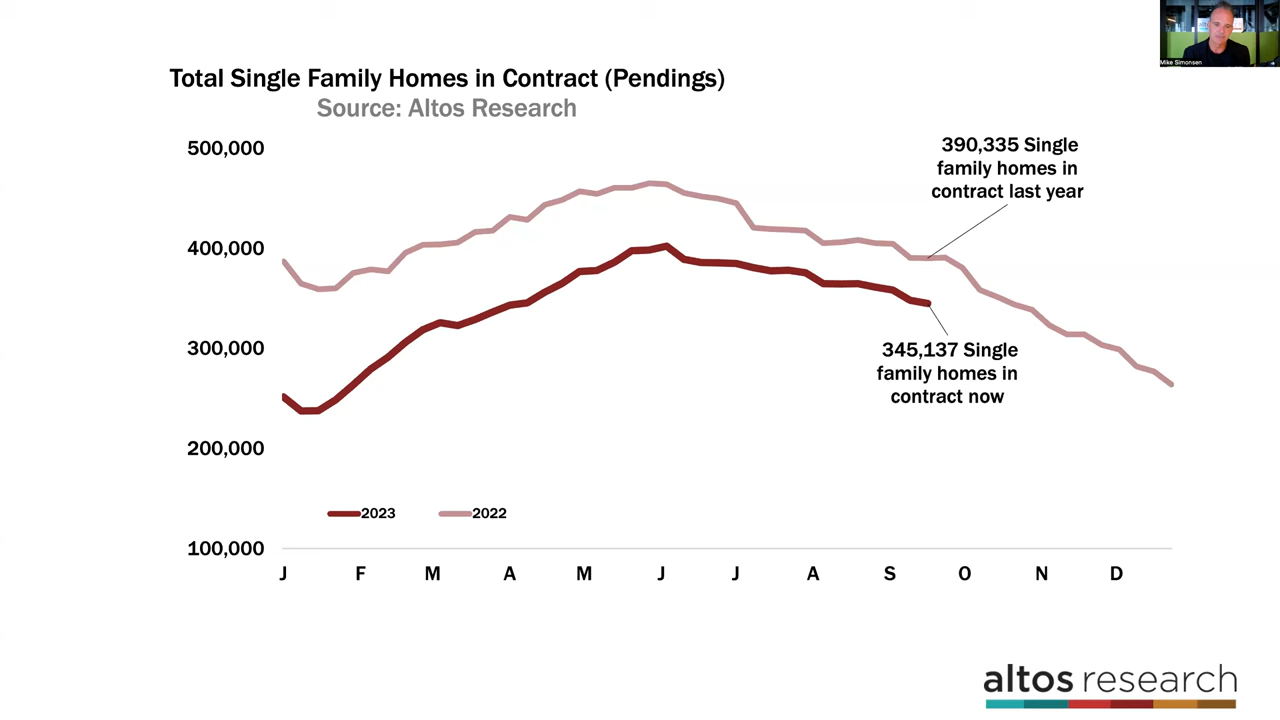 Mike Simonsen
Total Single Family Homes in Contract (Pendings)
Source: Altos Research
500,000
400,000
300,000
200,000
100,000
390,335 Single
family homes in
contract last year
345,137 Single
family homes in
contract now
2023 2022
J F M A M J J A S O N D
altos research